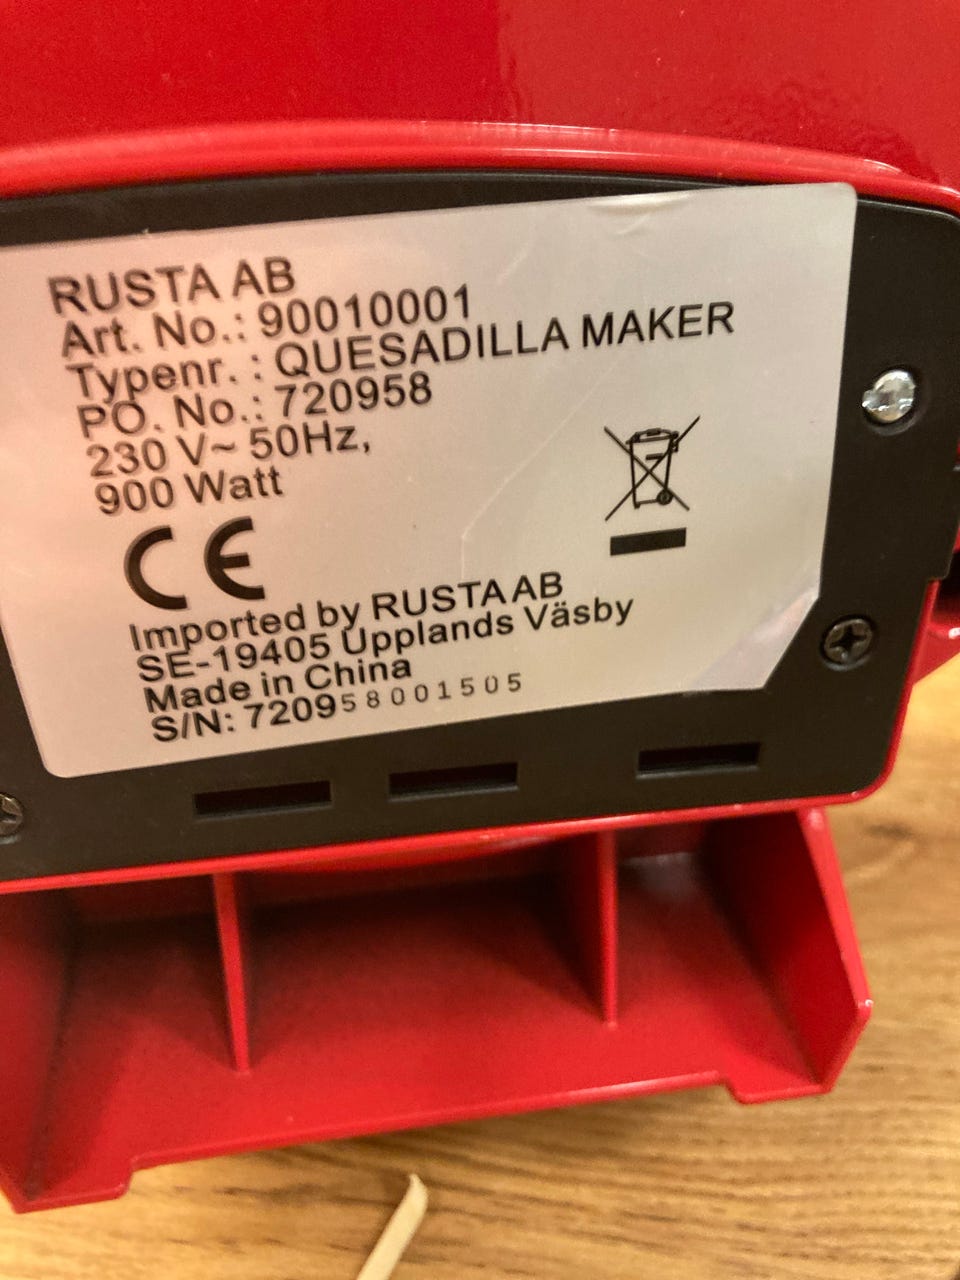 RUSTA AB
Art. No.: 90010001
Typenr. : QUESADILLA MAKER
PO. No.: 720958
230 V~ 50Hz,
900 Watt
CE
Imported by RUSTA AB
SE-19405 Upplands Väsby
Made in China
S/N: 720958001505